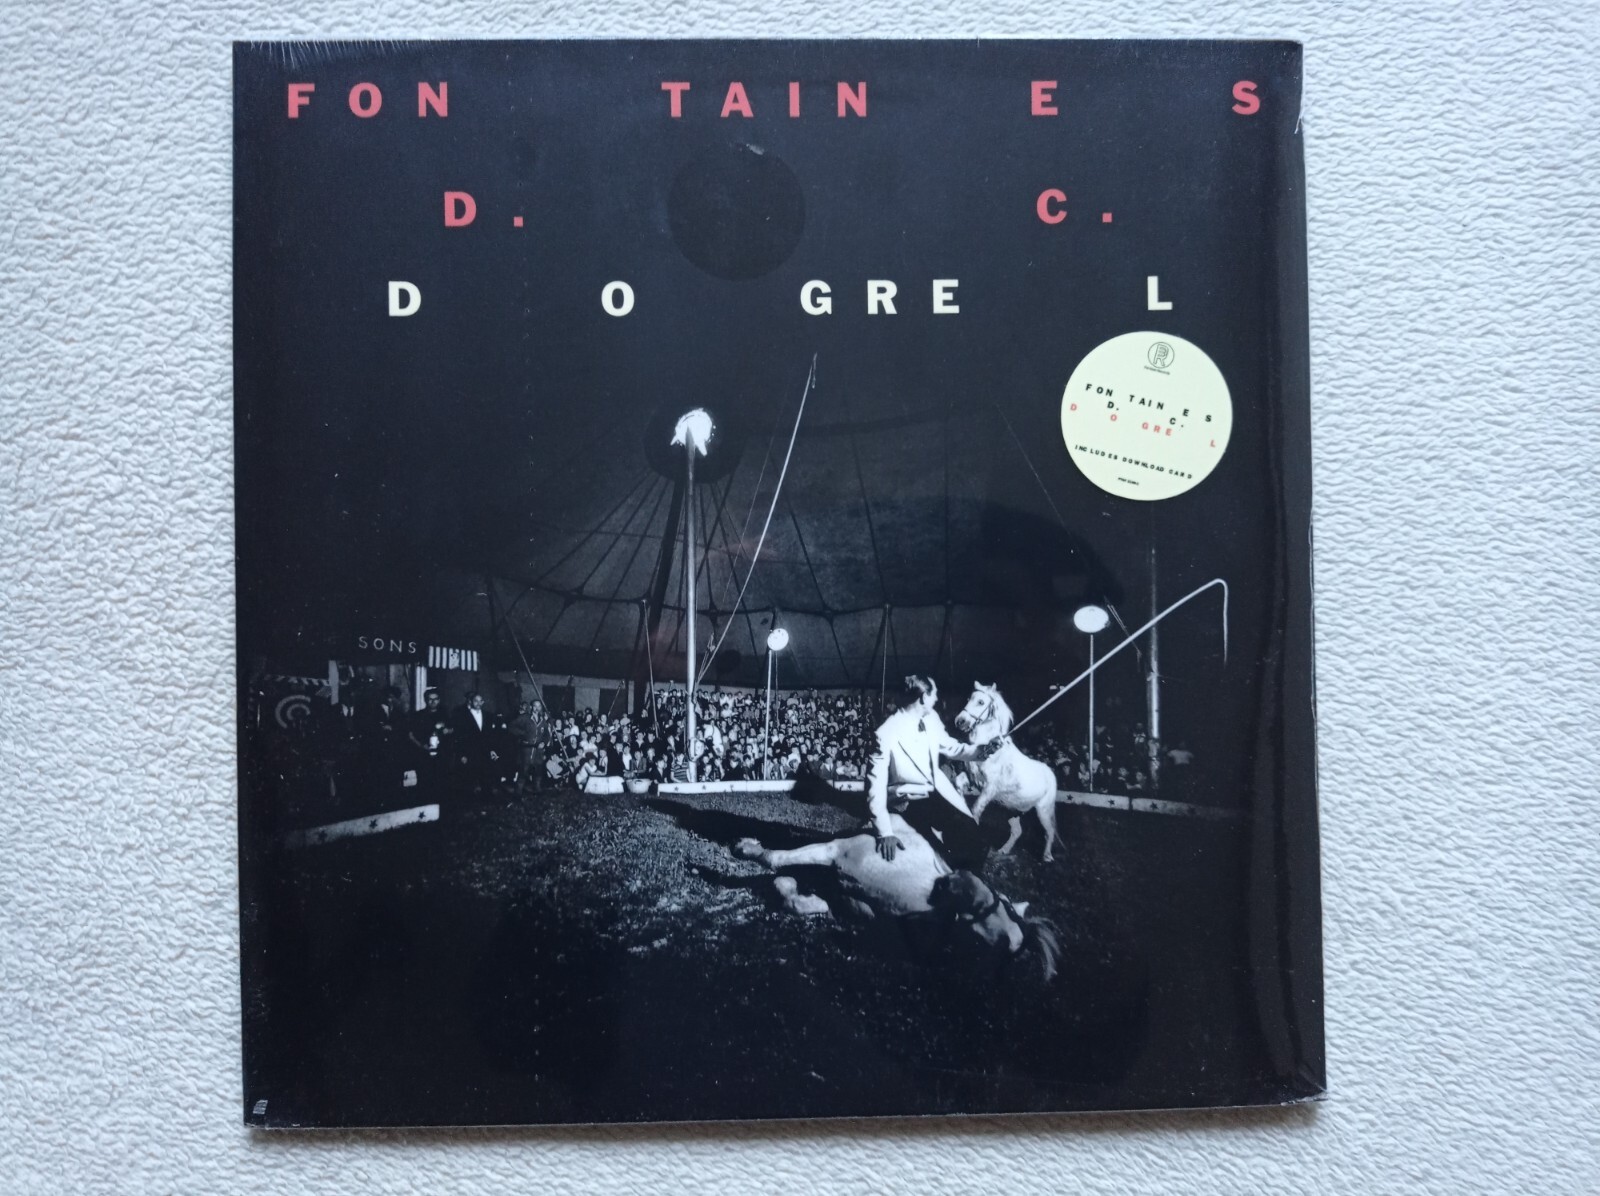 FON TAIN E S
D. C.
D O GRE L
FON TAIN E S
D. C.
D O GRE L
INCLUDES DOWNLOAD CARD
SONS